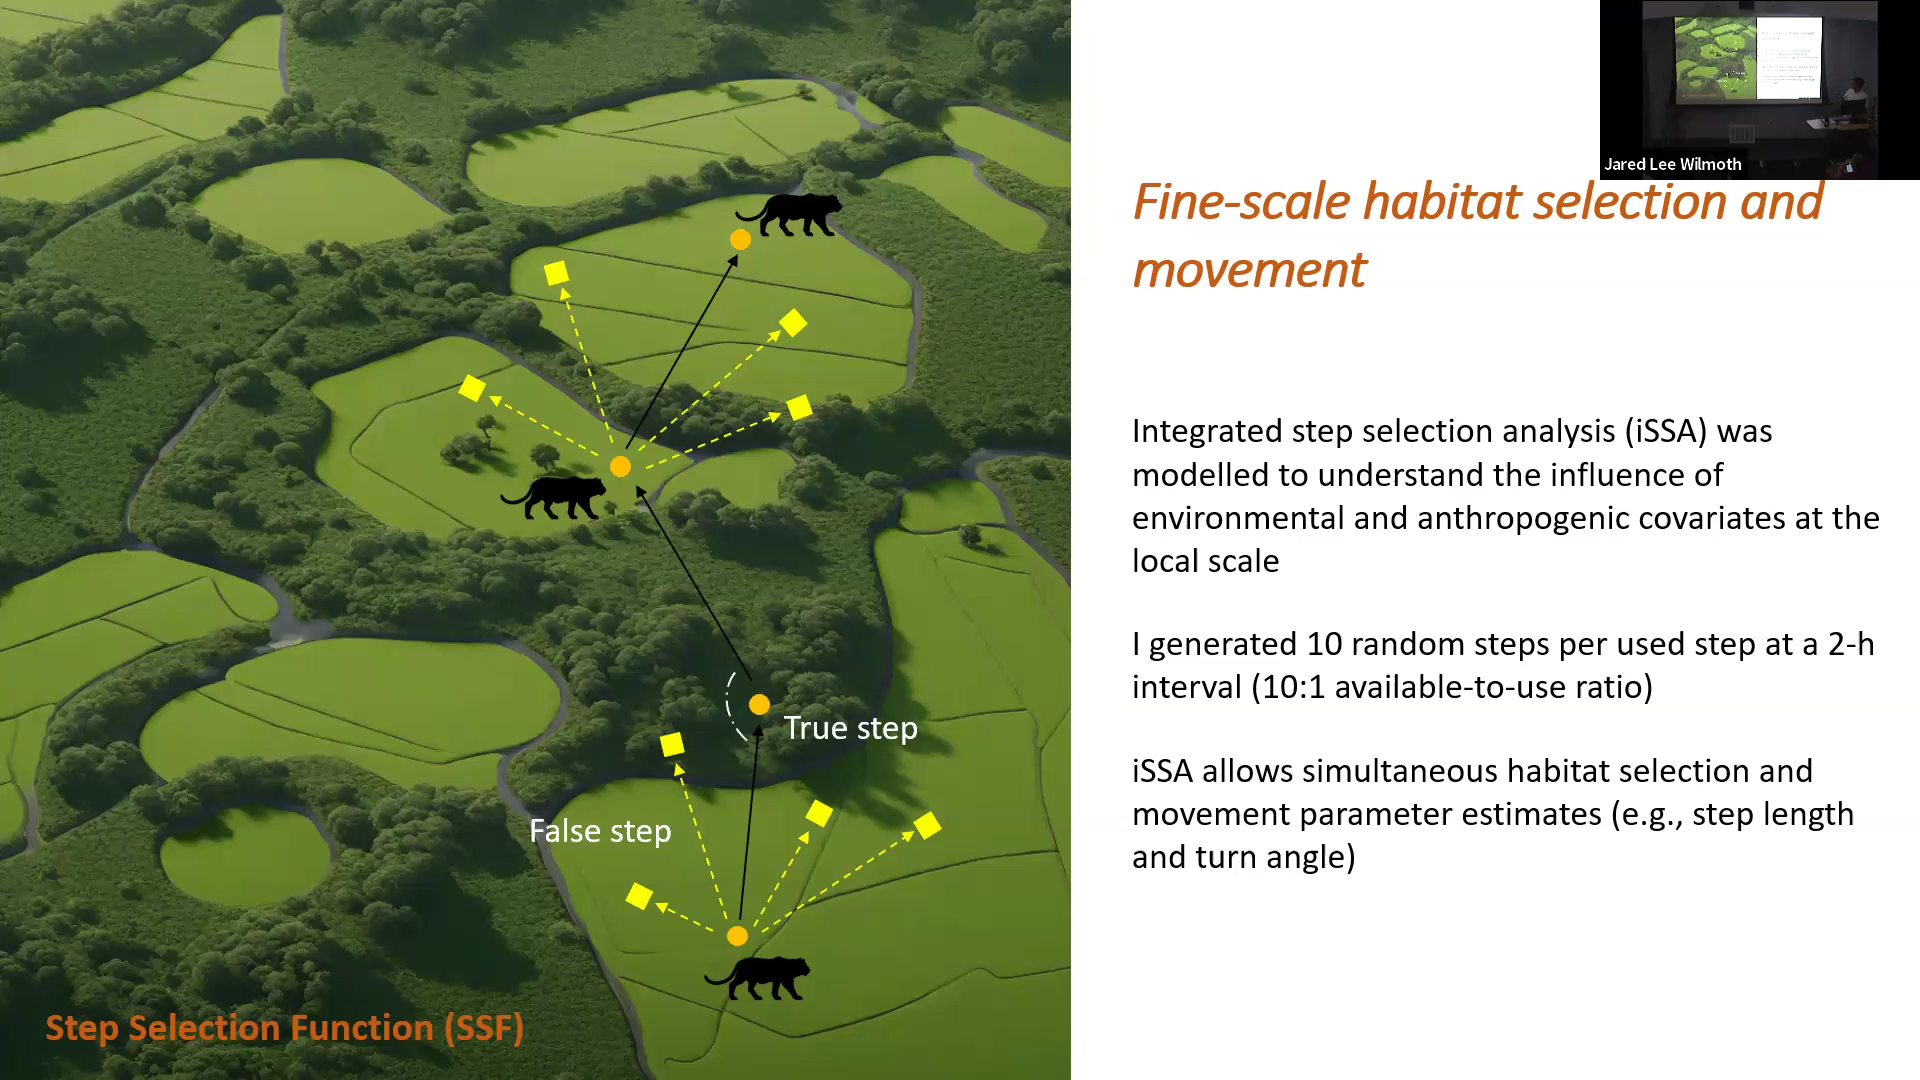 Jared Lee Wilmoth
Fine-scale habitat selection and
movement
Integrated step selection analysis (iSSA) was
modelled to understand the influence of
environmental and anthropogenic covariates at the
local scale
I generated 10 random steps per used step at a 2-h
interval (10:1 available-to-use ratio)
iSSA allows simultaneous habitat selection and
movement parameter estimates (e.g., step length
and turn angle)
True step
False step
Step Selection Function (SSF)